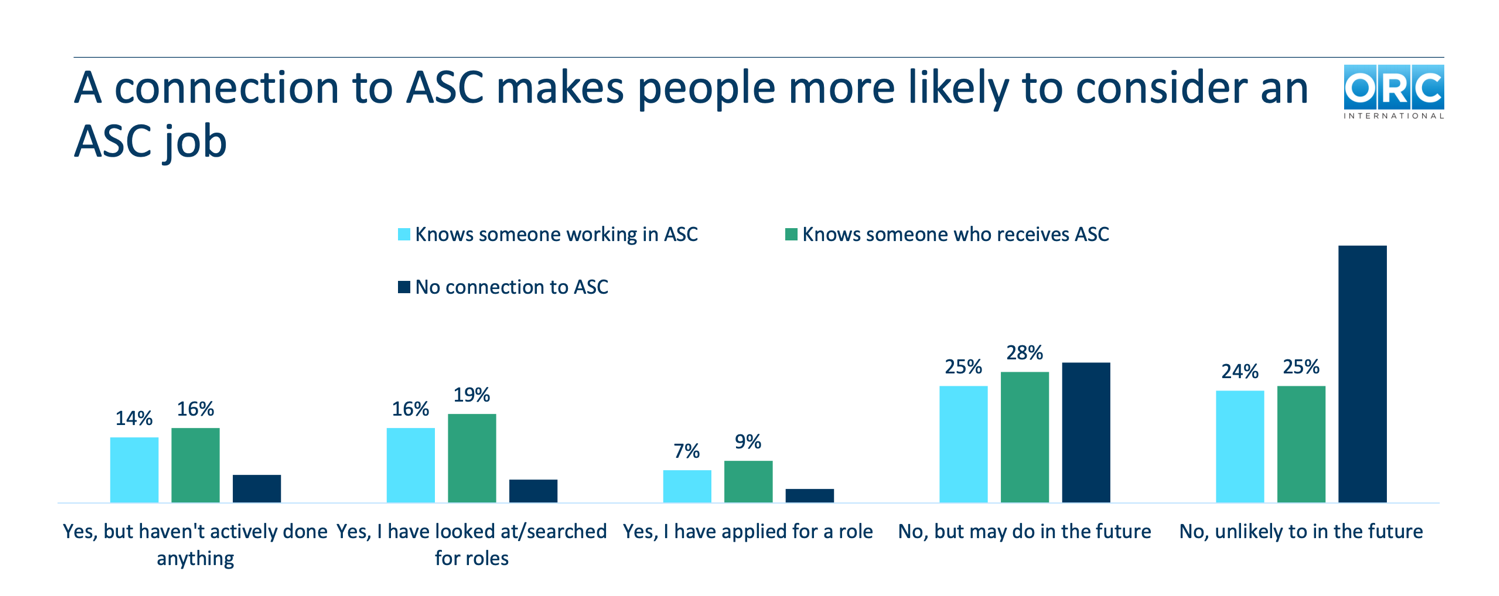 A connection to ASC makes people more likely to consider an
ASC job
ORC
INTERNATIONAL
Knows someone working in ASC
Knows someone who receives ASC
No connection to ASC
14%
16%
16%
19%
7%
9%
25%
28%
24%
25%
Yes, but haven't actively done
anything
Yes, I have looked at/searched
for roles
Yes, I have applied for a role
No, but may do in the future
No, unlikely to in the future